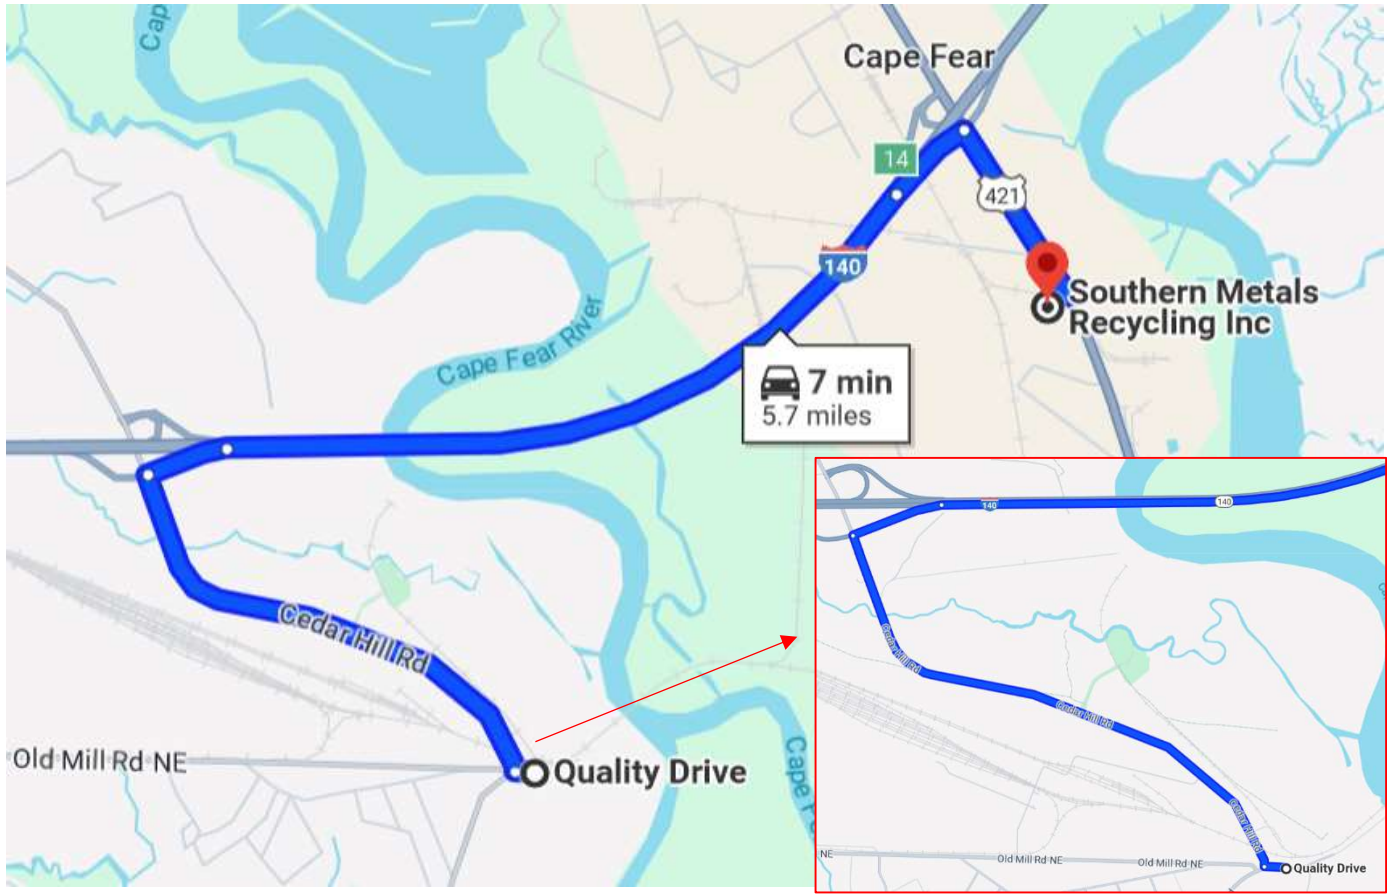 Cap
Cape Fear
14
421
140
Southern Metals
Recycling Inc
Cape Fear River
7 min
5.7 miles
Cedar Hill Rd
Old Mill Rd NE
Quality Drive
Cape F
140
140
Cedar Hill Rd
Cedar Hill Rd
Cedar Hill Rd
NE
Old Mill Rd NE
Old Mill Rd NE
Quality Drive